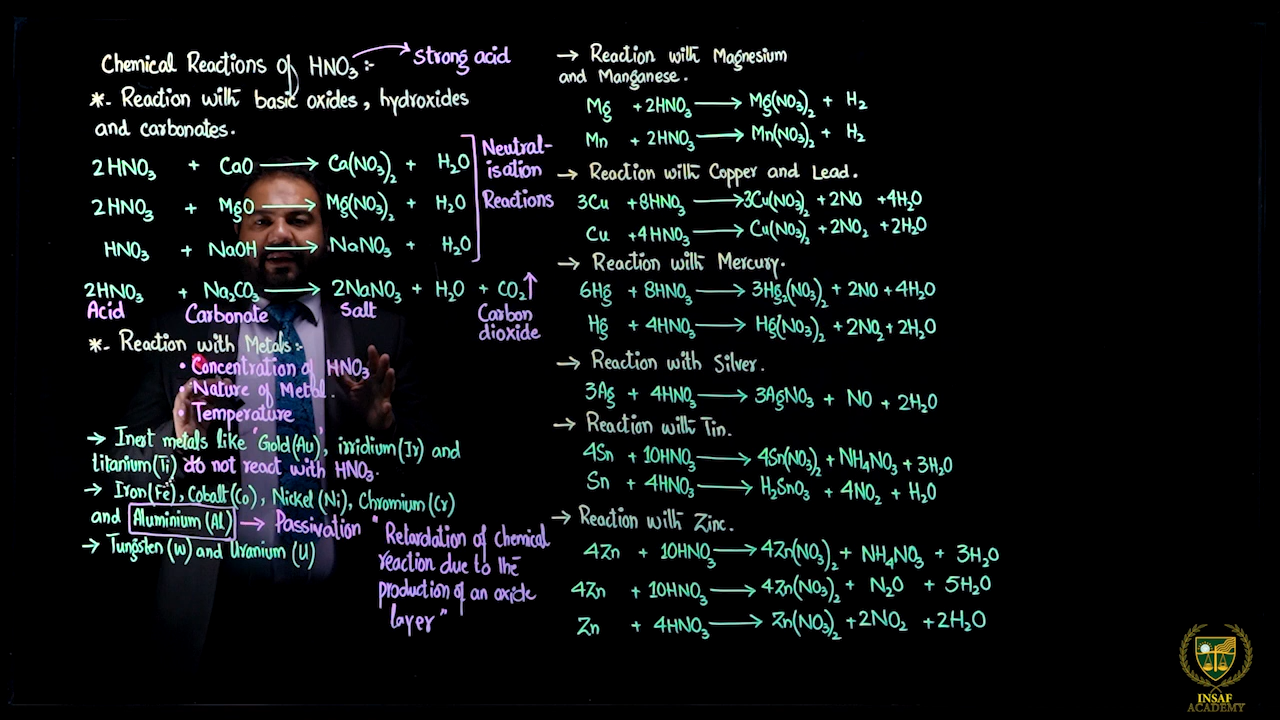 Chemical Reactions of HNO₃ :- → Strong acid
*- Reaction with basic oxides, hydroxides
and carbonates.
2HNO₃ + CaO → Ca(NO₃)₂ + H₂O
2HNO₃ + MgO → Mg(NO₃)₂ + H₂O
HNO₃ + NaOH → NaNO₃ + H₂O
Neutral-
isation
Reactions
2HNO₃ + Na₂CO₃ → 2NaNO₃ + H₂O + CO₂↑
Acid Carbonate Salt Carbon
dioxide
*- Reaction with Metals:-
• Concentration of HNO₃
• Nature of Metal.
• Temperature
→ Inert metals like 'Gold(Au)', irridium(Ir) and
titanium(Ti) do not react with HNO₃.
→ Iron(Fe), Cobalt(Co), Nickel(Ni), Chromium(Cr)
and Aluminium(Al) → Passivation
→ Tungsten(W) and Uranium(U)
"Retardation of chemical
reaction due to the
production of an oxide
layer"
→ Reaction with Magnesium
and Manganese.
Mg + 2HNO₃ → Mg(NO₃)₂ + H₂
Mn + 2HNO₃ → Mn(NO₃)₂ + H₂
→ Reaction with Copper and Lead.
3Cu + 8HNO₃ → 3Cu(NO₃)₂ + 2NO + 4H₂O
Cu + 4HNO₃ → Cu(NO₃)₂ + 2NO₂ + 2H₂O
→ Reaction with Mercury.
6Hg + 8HNO₃ → 3Hg₂(NO₃)₂ + 2NO + 4H₂O
Hg + 4HNO₃ → Hg(NO₃)₂ + 2NO₂ + 2H₂O
→ Reaction with Silver.
3Ag + 4HNO₃ → 3AgNO₃ + NO + 2H₂O
→ Reaction with Tin.
4Sn + 10HNO₃ → 4Sn(NO₃)₂ + NH₄NO₃ + 3H₂O
Sn + 4HNO₃ → H₂SnO₃ + 4NO₂ + H₂O
→ Reaction with Zinc.
4Zn + 10HNO₃ → 4Zn(NO₃)₂ + NH₄NO₃ + 3H₂O
4Zn + 10HNO₃ → 4Zn(NO₃)₂ + N₂O + 5H₂O
Zn + 4HNO₃ → Zn(NO₃)₂ + 2NO₂ + 2H₂O
INSAF
ACADEMY